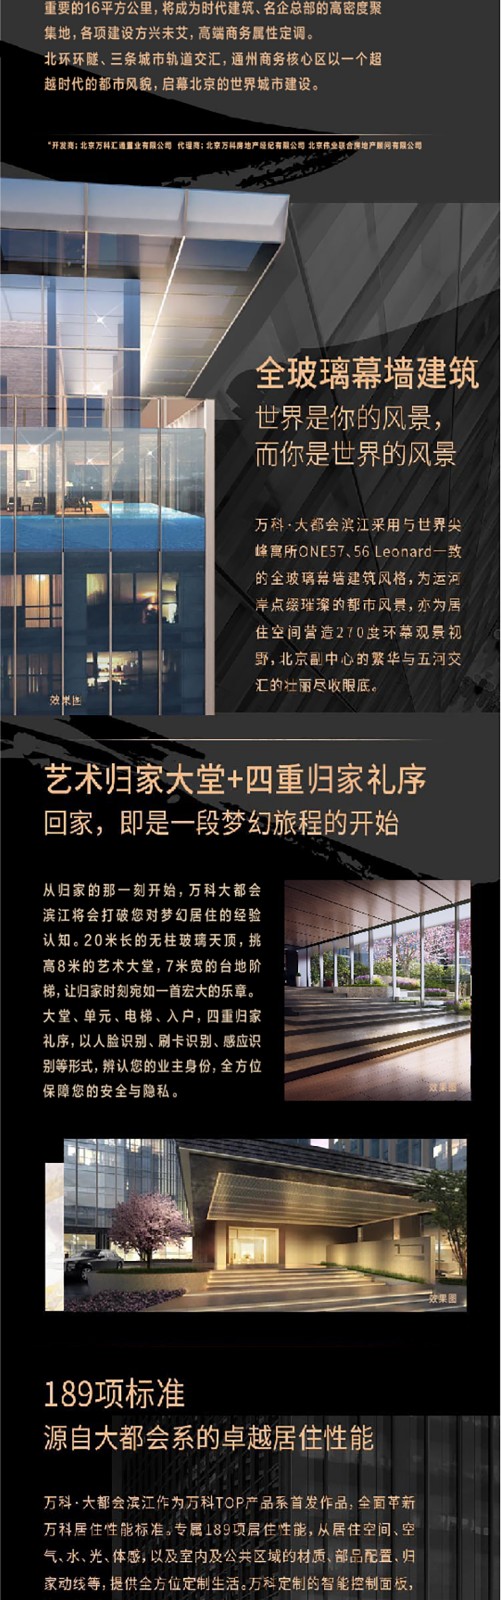 重要的16平方公里，将成为时代建筑、名企总部的高密度聚
集地，各项建设方兴未艾，高端商务属性定调。
北环环隧、三条城市轨道交汇，通州商务核心区以一个超
越时代的都市风貌，启幕北京的世界城市建设。
*开发商：北京万科汇通置业有限公司 代理商：北京万科房地产经纪有限公司 北京伟业联合房地产顾问有限公司
全玻璃幕墙建筑
世界是你的风景，
而你是世界的风景
万科·大都会滨江采用与世界尖
峰寓所ONE57、56 Leonard一致
的全玻璃幕墙建筑风格，为运河
岸点缀璀璨的都市风景，亦为居
住空间营造270度环幕观景视
野，北京副中心的繁华与五河交
汇的壮丽尽收眼底。
效果图
艺术归家大堂+四重归家礼序
回家，即是一段梦幻旅程的开始
从归家的那一刻开始，万科大都会
滨江将会打破您对梦幻居住的经验
认知。20米长的无柱玻璃天顶，挑
高8米的艺术大堂，7米宽的台地阶
梯，让归家时刻宛如一首宏大的乐章。
大堂、单元、电梯、入户，四重归家
礼序，以人脸识别、刷卡识别、感应识
别等形式，辨认您的业主身份，全方位
保障您的安全与隐私。
效果图
效果图
189项标准
源自大都会系的卓越居住性能
万科·大都会滨江作为万科TOP产品系首发作品，全面革新
万科居住性能标准。专属189项居住性能，从居住空间、空
气、水、光、体感，以及室内及公共区域的材质、部品配置、归
家动线等，提供全方位定制生活。万科定制的智能控制面板，